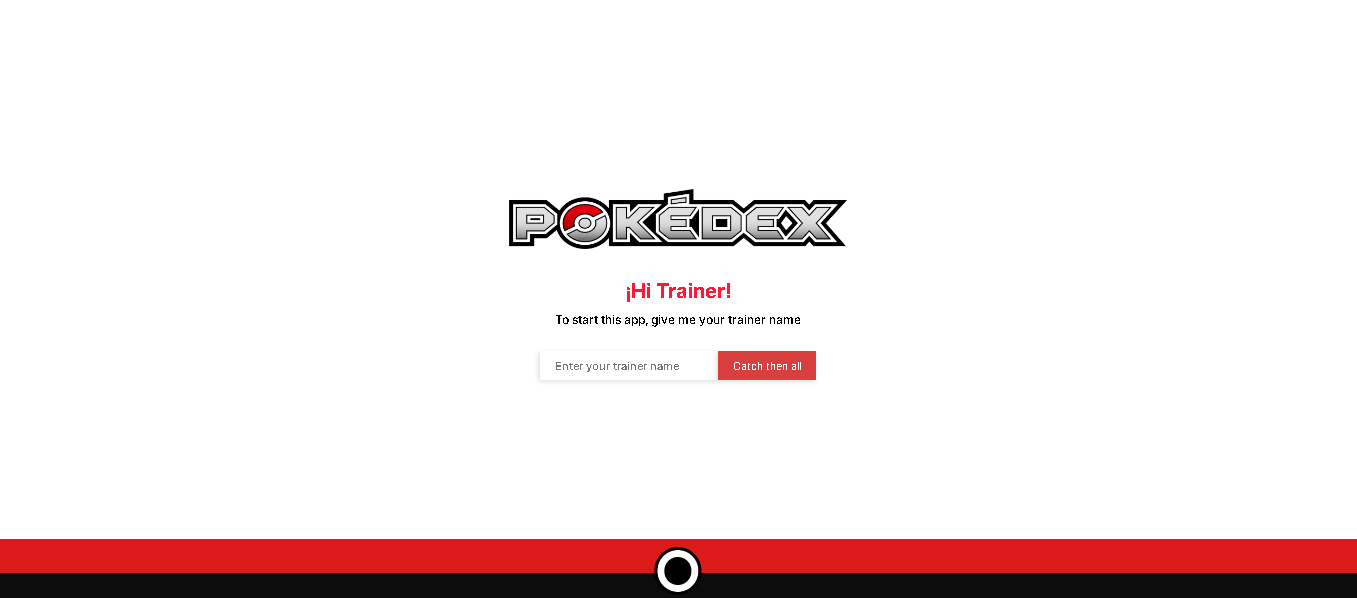 POKÉDEX
¡Hi Trainer!
To start this app, give me your trainer name
Enter your trainer name
Catch then all